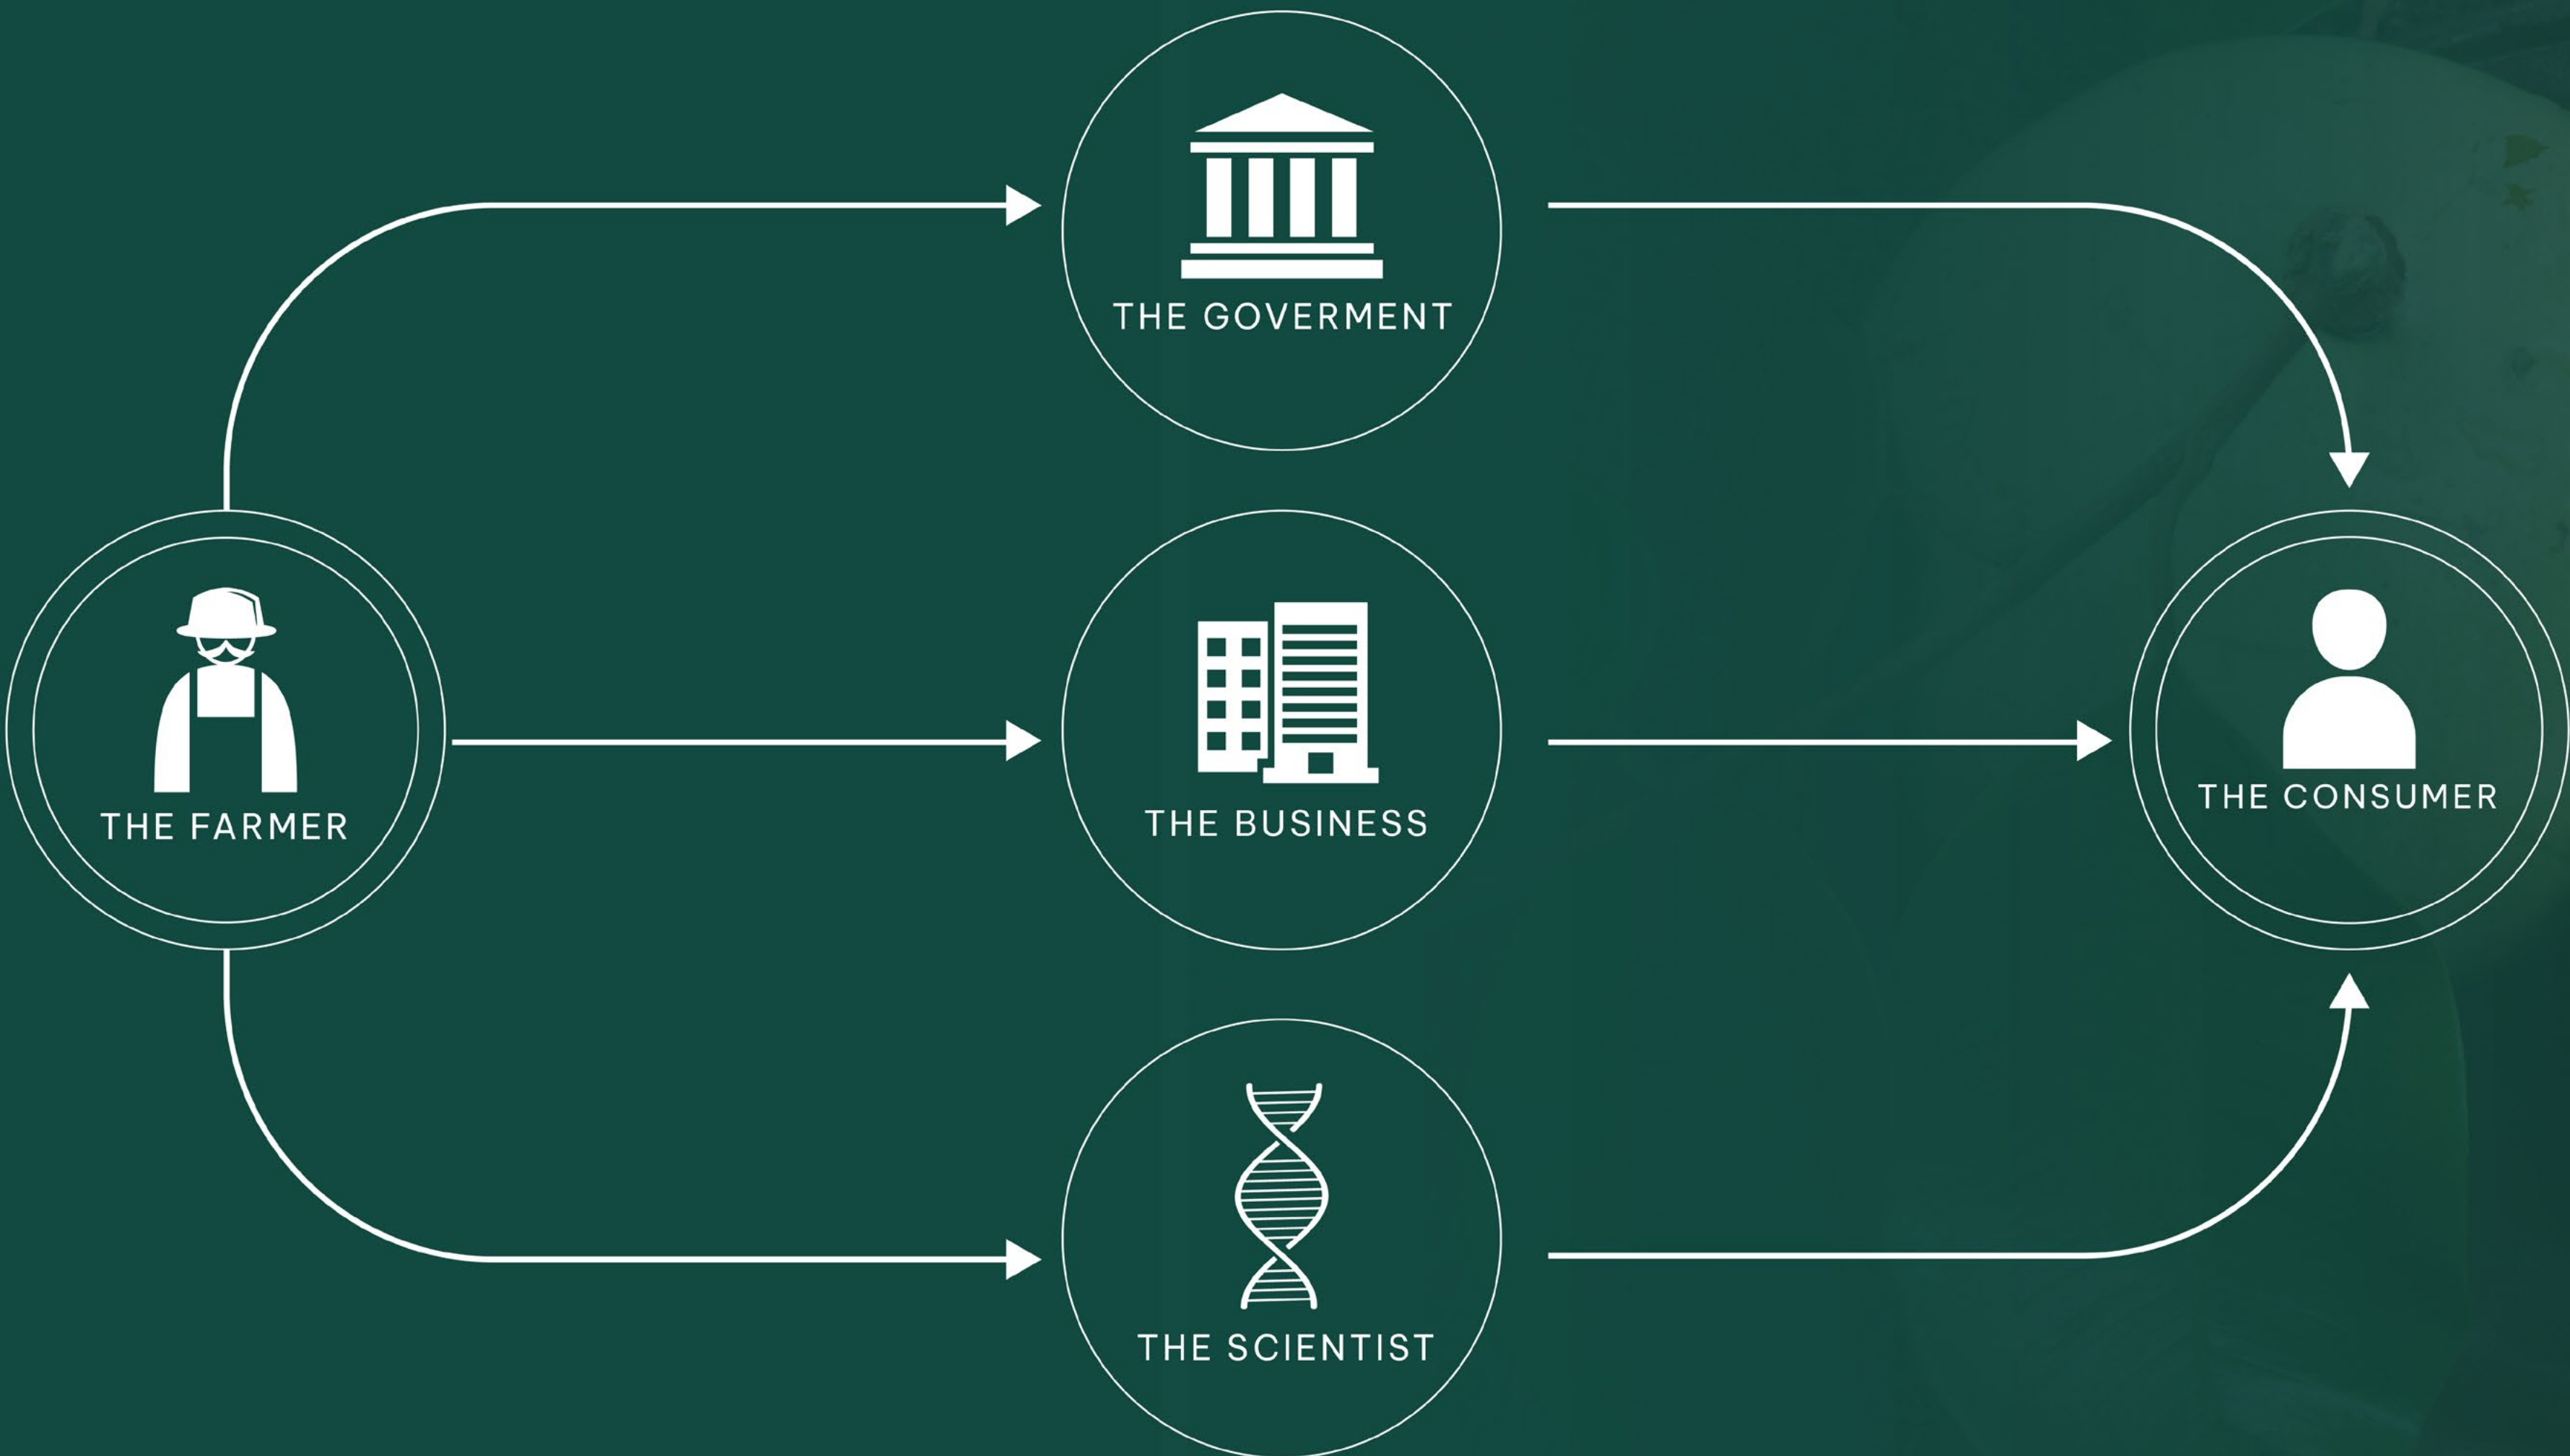 THE GOVERMENT
THE FARMER
THE BUSINESS
THE CONSUMER
THE SCIENTIST